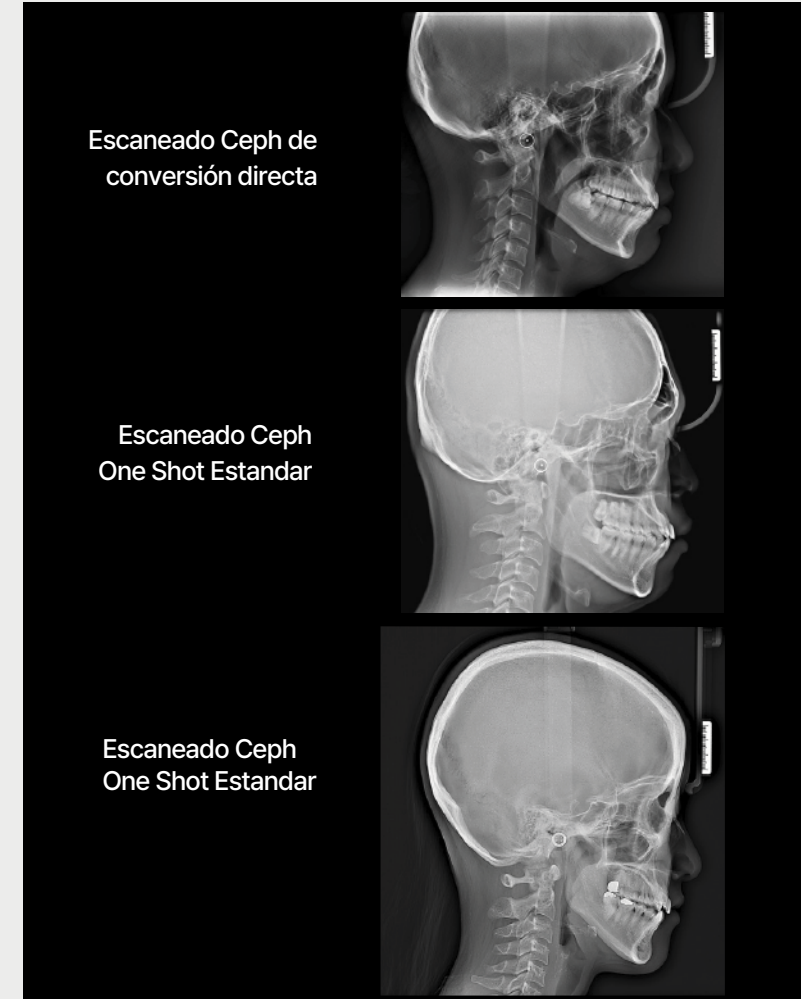 Escaneado Ceph de
conversión directa
Escaneado Ceph
One Shot Estandar
Escaneado Ceph
One Shot Estandar